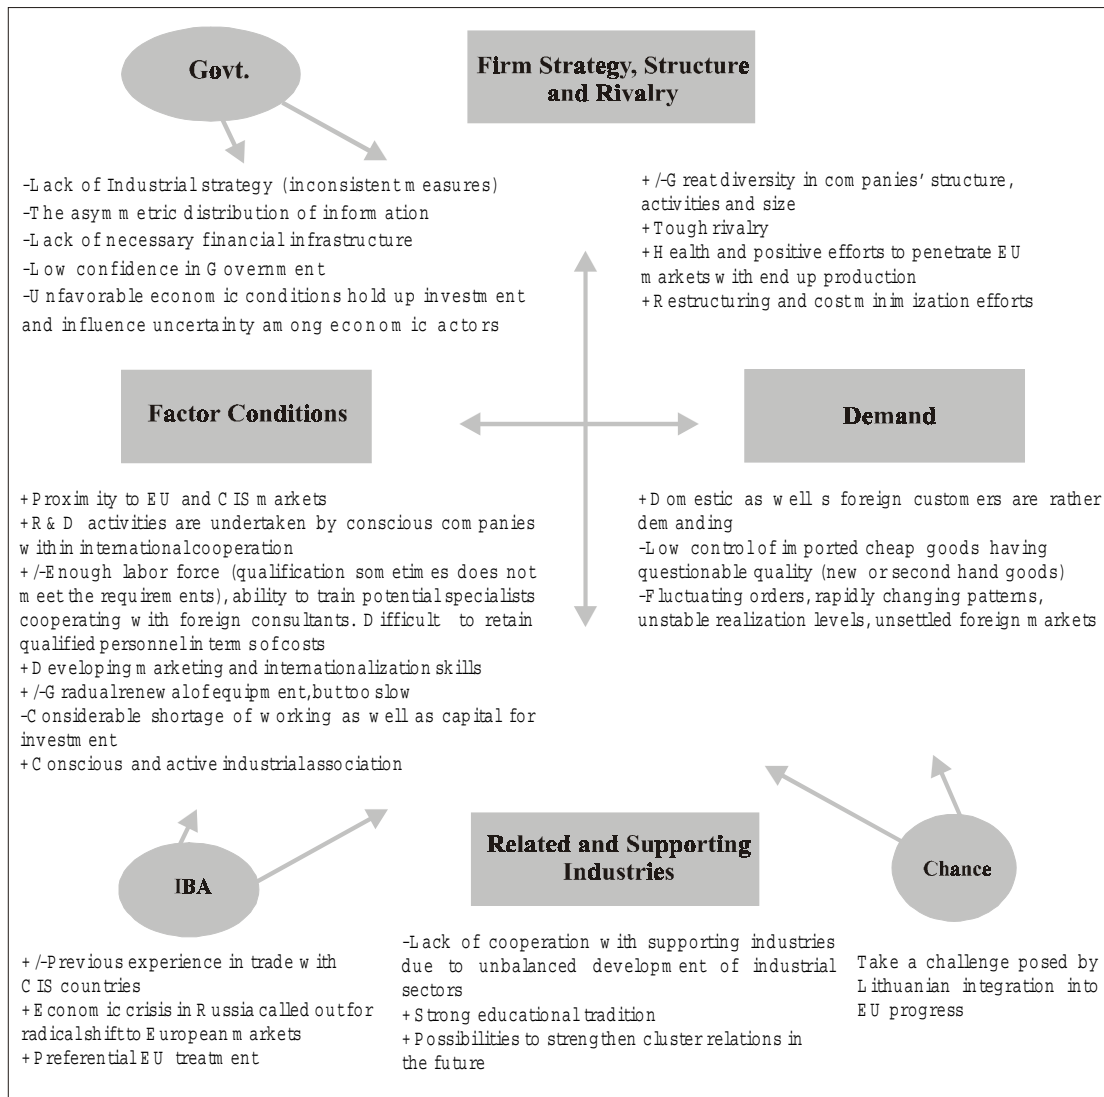 Govt.
Firm Strategy, Structure
and Rivalry
-Lack of Industrial strategy (inconsistent measures)
-The asymmetric distribution of information
-Lack of necessary financial infrastructure
-Low confidence in Government
-Unfavorable economic conditions hold up investment
and influence uncertainty among economic actors
+/-Great diversity in companies' structure,
activities and size
+Tough rivalry
+Health and positive efforts to penetrate EU
markets with end up production
+Restructuring and cost minimization efforts
Factor Conditions
Demand
+Proximity to EU and CIS markets
+R & D activities are undertaken by conscious companies
within international cooperation
+/-Enough labor force (qualification sometimes does not
meet the requirements), ability to train potential specialists
cooperating with foreign consultants. Difficult to retain
qualified personnel in terms of costs
+Developing marketing and internationalization skills
+/-Gradual renewal of equipment, but too slow
-Considerable shortage of working as well as capital for
investment
+Conscious and active industrial association
+Domestic as well s foreign customers are rather
demanding
-Low control of imported cheap goods having
questionable quality (new or second hand goods)
-Fluctuating orders, rapidly changing patterns,
unstable realization levels, unsettled foreign markets
IBA
Related and Supporting
Industries
Chance
+/-Previous experience in trade with
CIS countries
+Economic crisis in Russia called out for
radical shift to European markets
+Preferential EU treatment
-Lack of cooperation with supporting industries
due to unbalanced development of industrial
sectors
+Strong educational tradition
+Possibilities to strengthen cluster relations in
the future
Take a challenge posed by
Lithuanian integration into
EU progress